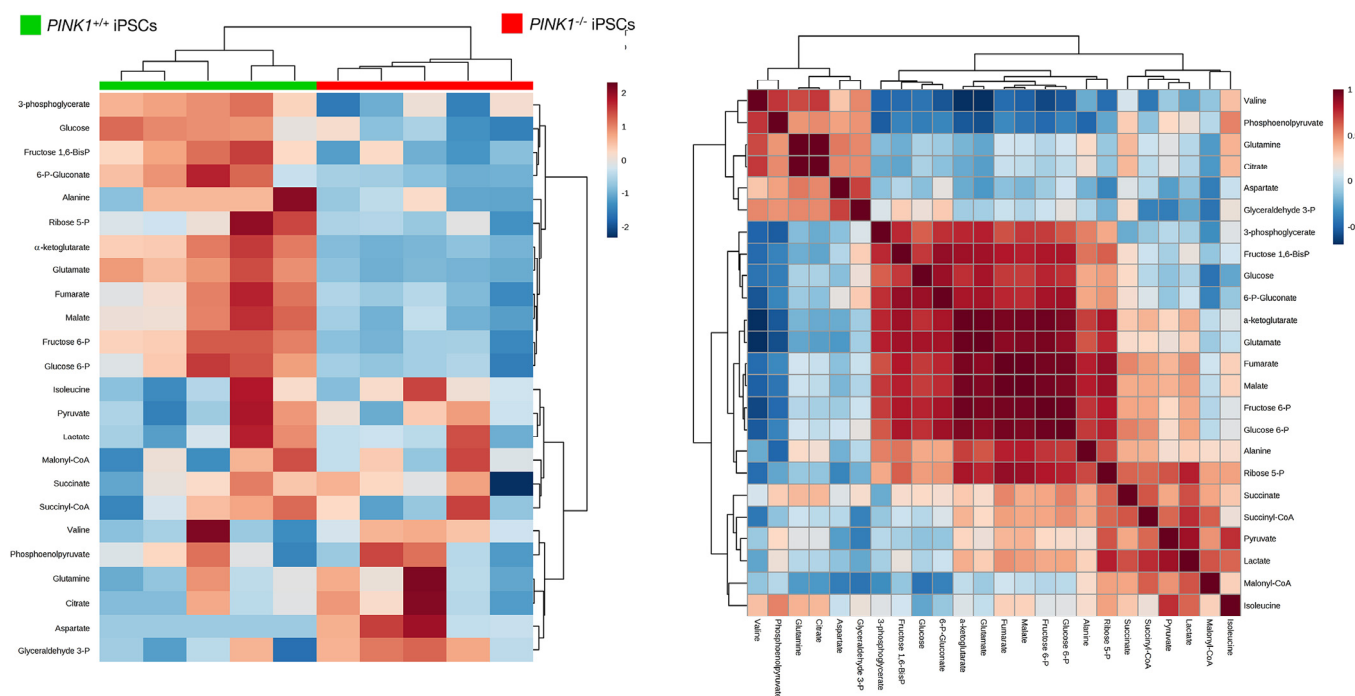 PINK1+/+ iPSCs
PINK1-/- iPSCs
3-phosphoglycerate
Glucose
Fructose 1,6-BisP
6-P-Gluconate
Alanine
Ribose 5-P
α-ketoglutarate
Glutamate
Fumarate
Malate
Fructose 6-P
Glucose 6-P
Isoleucine
Pyruvate
Lactate
Malonyl-CoA
Succinate
Succinyl-CoA
Valine
Phosphoenolpyruvate
Glutamine
Citrate
Aspartate
Glyceraldehyde 3-P
2
1
0
-1
-2
Valine
Phosphoenolpyruvate
Glutamine
Citrate
Aspartate
Glyceraldehyde 3-P
3-phosphoglycerate
Fructose 1,6-BisP
Glucose
6-P-Gluconate
a-ketoglutarate
Glutamate
Fumarate
Malate
Fructose 6-P
Glucose 6-P
Alanine
Ribose 5-P
Succinate
Succinyl-CoA
Pyruvate
Lactate
Malonyl-CoA
Isoleucine
1
0.5
0
-0
Valine
Phosphoenolpyruvate
Glutamine
Citrate
Aspartate
Glyceraldehyde 3-P
3-phosphoglycerate
Fructose 1,6-BisP
Glucose
6-P-Gluconate
a-ketoglutarate
Glutamate
Fumarate
Malate
Fructose 6-P
Glucose 6-P
Alanine
Ribose 5-P
Succinate
Succinyl-CoA
Pyruvate
Lactate
Malonyl-CoA
Isoleucine